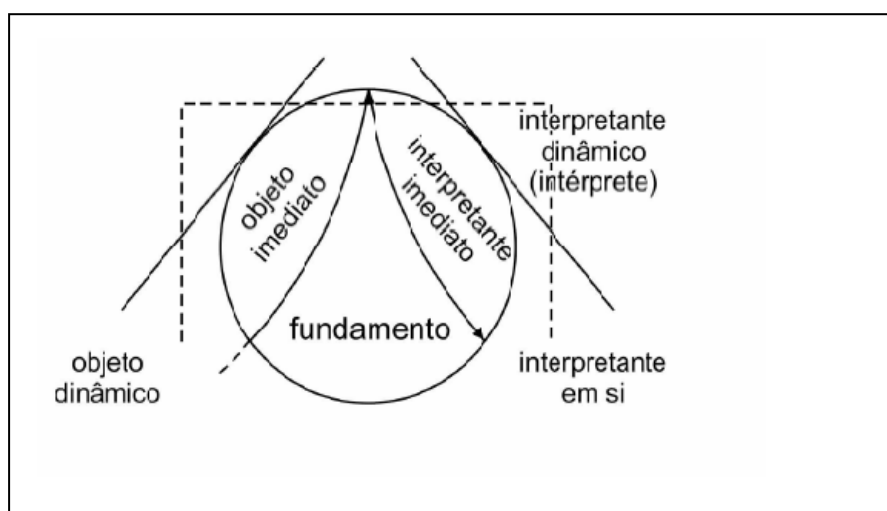 objeto
imediato
interpretante
imediato
interpretante
dinâmico
(intérprete)
fundamento
objeto
dinâmico
interpretante
em si